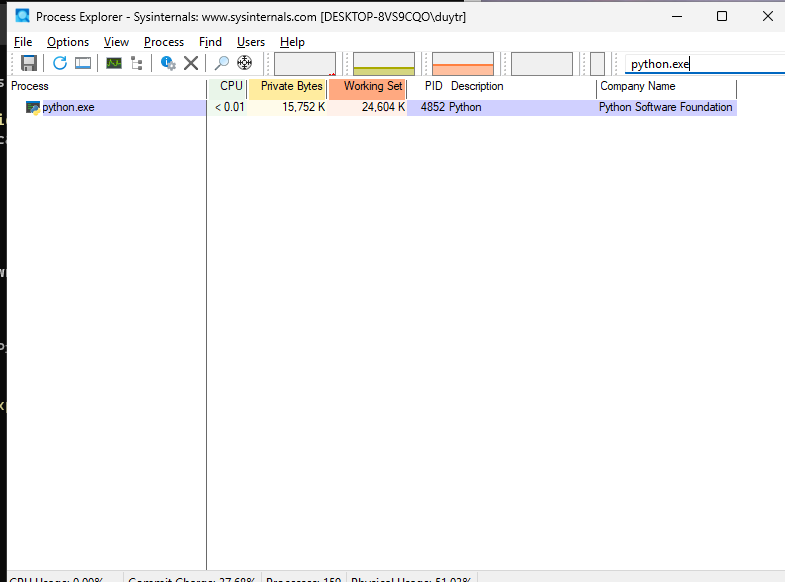 Process Explorer - Sysinternals: www.sysinternals.com [DESKTOP-8VS9CQO\duytr]
File Options View Process Find Users Help
python.exe
Process CPU Private Bytes Working Set PID Description Company Name
python.exe < 0.01 15,752 K 24,604 K 4852 Python Python Software Foundation
CPU Usage: 0.00% Commit Charge: 37.68% Processes: 159 Physical Usage: 51.03%